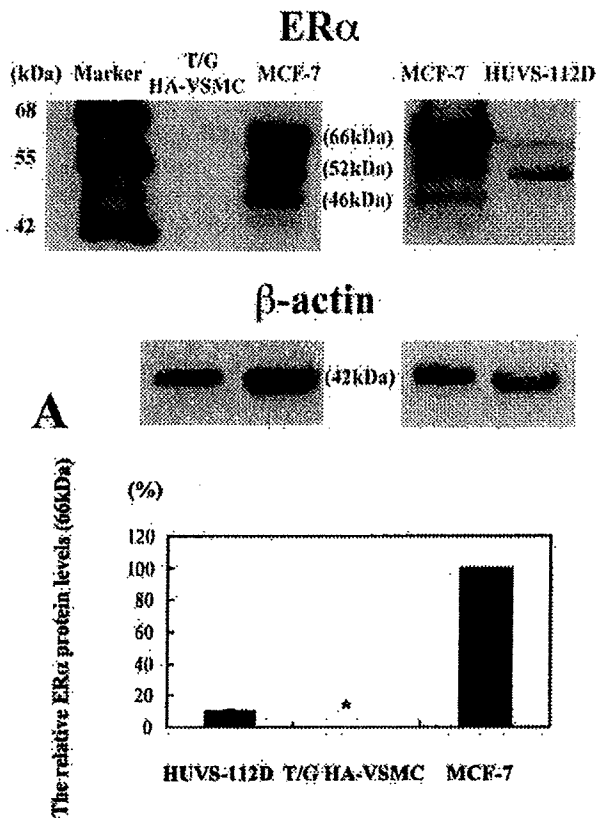 ERα
(kDa) Marker T/G HA-VSMC MCF-7 MCF-7 HUVS-112D
68
55
42
(66kDa)
(52kDa)
(46kDa)
β-actin
(42kDa)
A
The relative ERα protein levels (66kDa)
(%)
120
100
80
60
40
20
0
*
HUVS-112D T/G HA-VSMC MCF-7